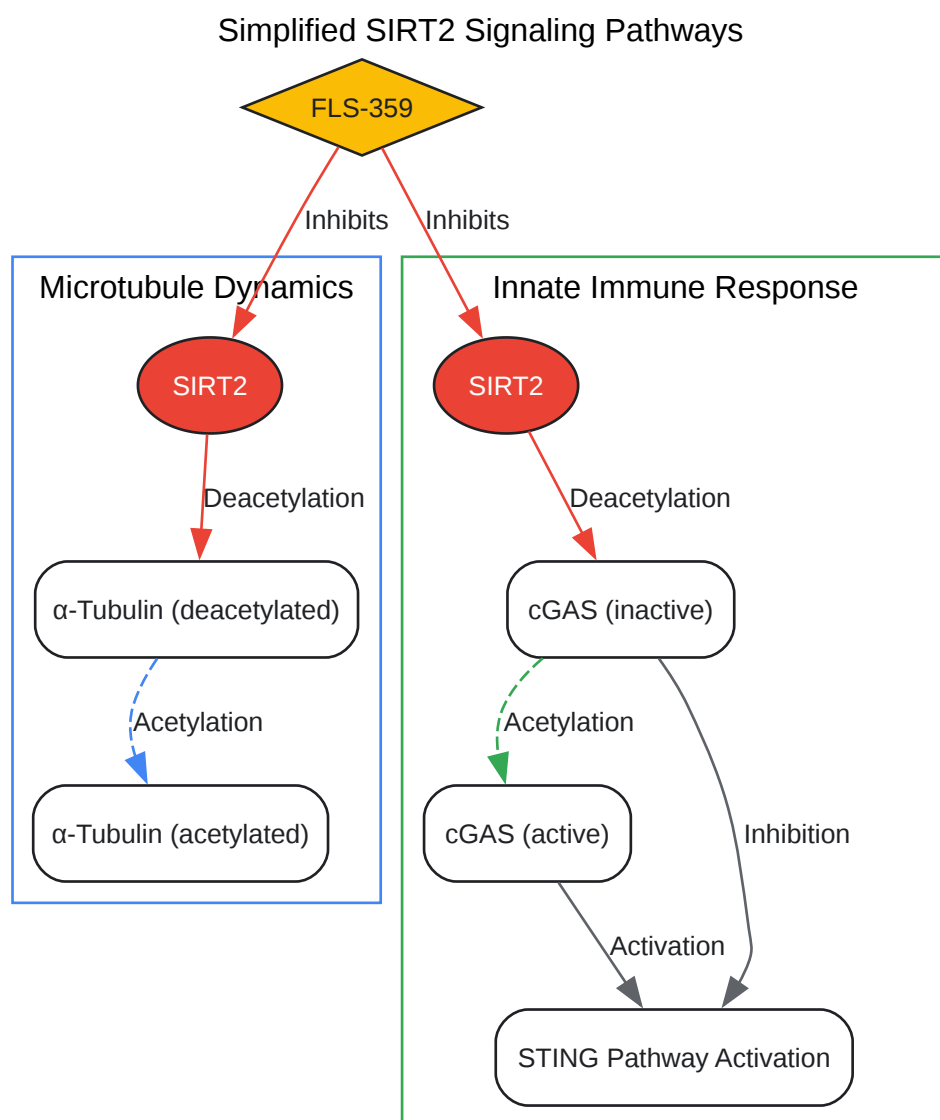 Simplified SIRT2 Signaling Pathways
FLS-359
Inhibits
Inhibits
Microtubule Dynamics
Innate Immune Response
SIRT2
SIRT2
Deacetylation
Deacetylation
α-Tubulin (deacetylated)
cGAS (inactive)
Acetylation
Acetylation
α-Tubulin (acetylated)
cGAS (active)
Inhibition
Activation
STING Pathway Activation